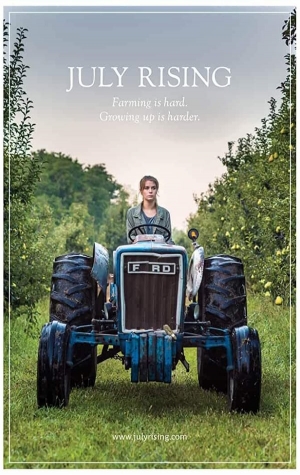 JULY RISING
Farming is hard.
Growing up is harder.
FORD
www.julyrising.com